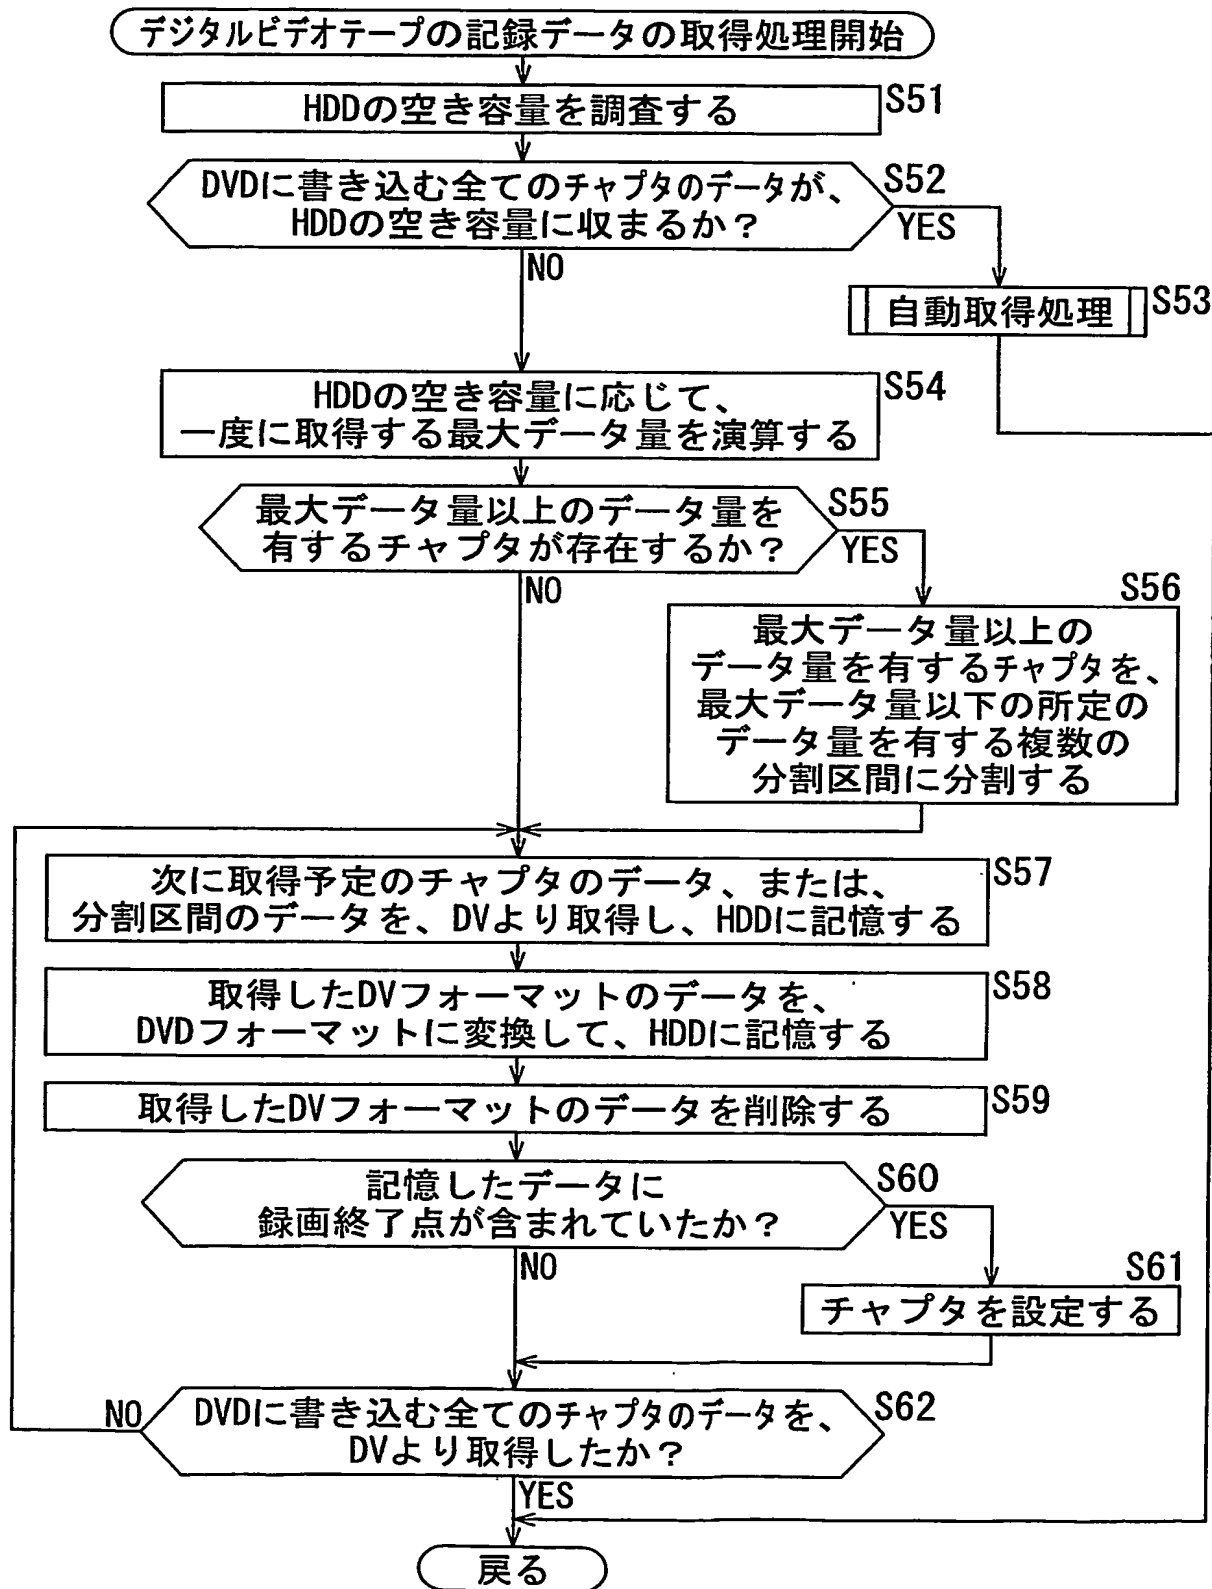 デジタルビデオテープの記録データの取得処理開始
HDDの空き容量を調査する
S51
DVDに書き込む全てのチャプタのデータが、
HDDの空き容量に収まるか？
S52
YES
NO
自動取得処理
S53
HDDの空き容量に応じて、
一度に取得する最大データ量を演算する
S54
最大データ量以上のデータ量を
有するチャプタが存在するか？
S55
YES
NO
S56
最大データ量以上の
データ量を有するチャプタを、
最大データ量以下の所定の
データ量を有する複数の
分割区間に分割する
次に取得予定のチャプタのデータ、または、
分割区間のデータを、DVより取得し、HDDに記憶する
S57
取得したDVフォーマットのデータを、
DVDフォーマットに変換して、HDDに記憶する
S58
取得したDVフォーマットのデータを削除する
S59
記憶したデータに
録画終了点が含まれていたか？
S60
YES
NO
S61
チャプタを設定する
NO
DVDに書き込む全てのチャプタのデータを、
DVより取得したか？
S62
YES
戻る